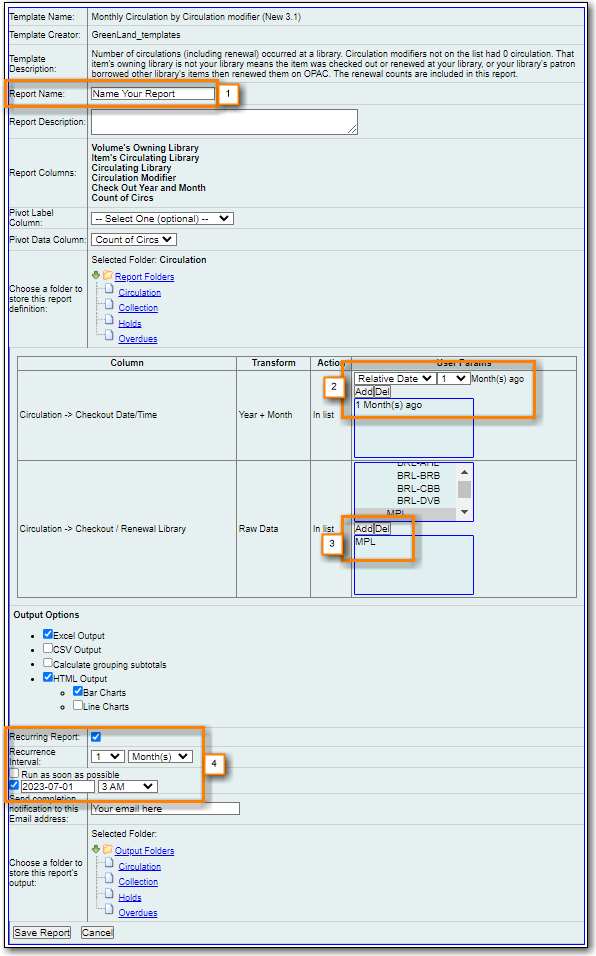 Template Name: Monthly Circulation by Circulation modifier (New 3.1)
Template Creator: GreenLand_templates
Template Description: Number of circulations (including renewal) occurred at a library. Circulation modifiers not on the list had 0 circulation. That
item's owning library is not your library means the item was checked out or renewed at your library, or your library's patron
borrowed other library's items then renewed them on OPAC. The renewal counts are included in this report.
Report Name: Name Your Report 1
Report Description:
Report Columns:
Volume's Owning Library
Item's Circulating Library
Circulating Library
Circulation Modifier
Check Out Year and Month
Count of Circs
Pivot Label Column: -- Select One (optional) --
Pivot Data Column: Count of Circs
Choose a folder to store this report definition:
Selected Folder: Circulation
Report Folders
Circulation
Collection
Holds
Overdues
Column Transform Action User Params
2
Circulation -> Checkout Date/Time Year + Month In list
Relative Date 1 Month(s) ago
Add Del
1 Month(s) ago
Circulation -> Checkout / Renewal Library Raw Data In list
BRL-BRB
BRL-CBB
BRL-DVB
MPL
3
Add Del
MPL
Output Options
Excel Output
CSV Output
Calculate grouping subtotals
HTML Output
Bar Charts
Line Charts
Recurring Report:
Recurrence Interval: 1 Month(s) 4
Run as soon as possible
2023-07-01 3 AM
Send completion notification to this Email address: Your email here
Choose a folder to store this report's output:
Selected Folder:
Output Folders
Circulation
Collection
Holds
Overdues
Save Report Cancel